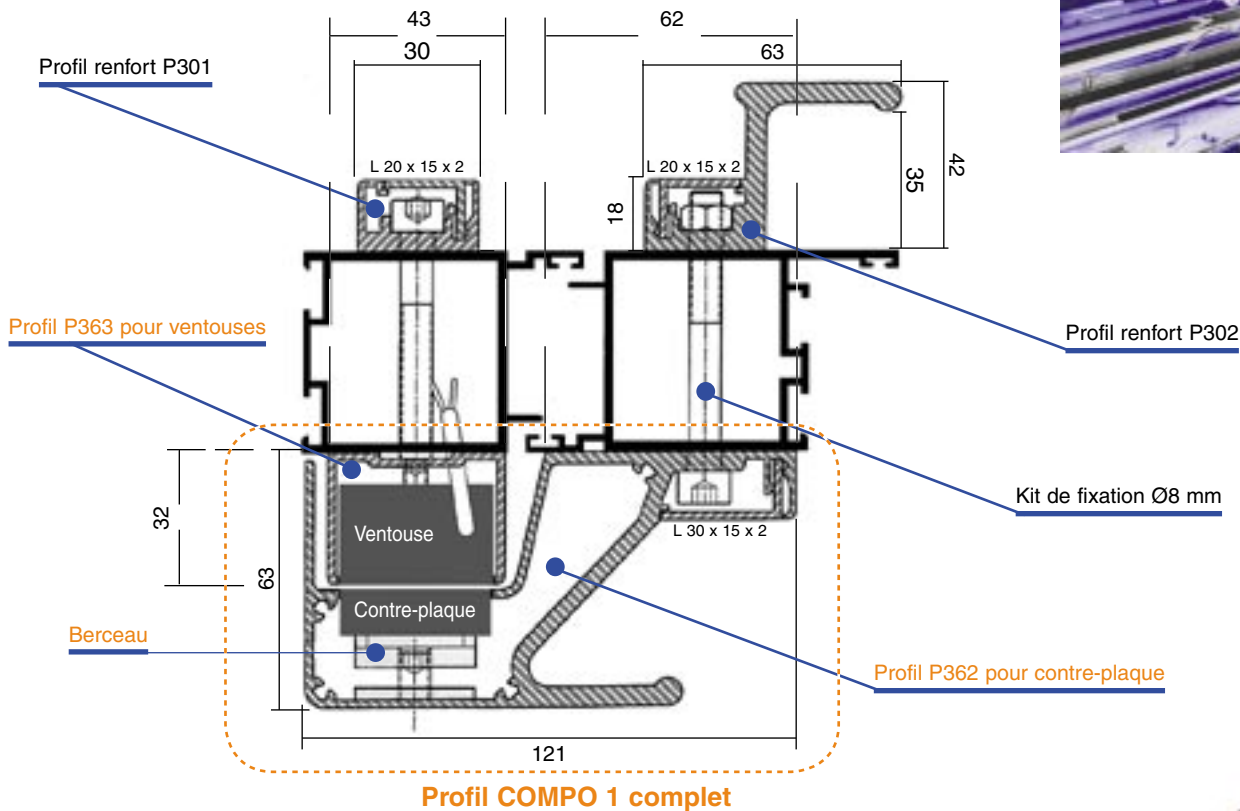 43
62
30
63
Profil renfort P301
L 20 x 15 x 2
L 20 x 15 x 2
42
35
18
Profil P363 pour ventouses
Profil renfort P302
Kit de fixation Ø8 mm
32
Ventouse
L 30 x 15 x 2
63
Contre-plaque
Berceau
Profil P362 pour contre-plaque
121
Profil COMPO 1 complet